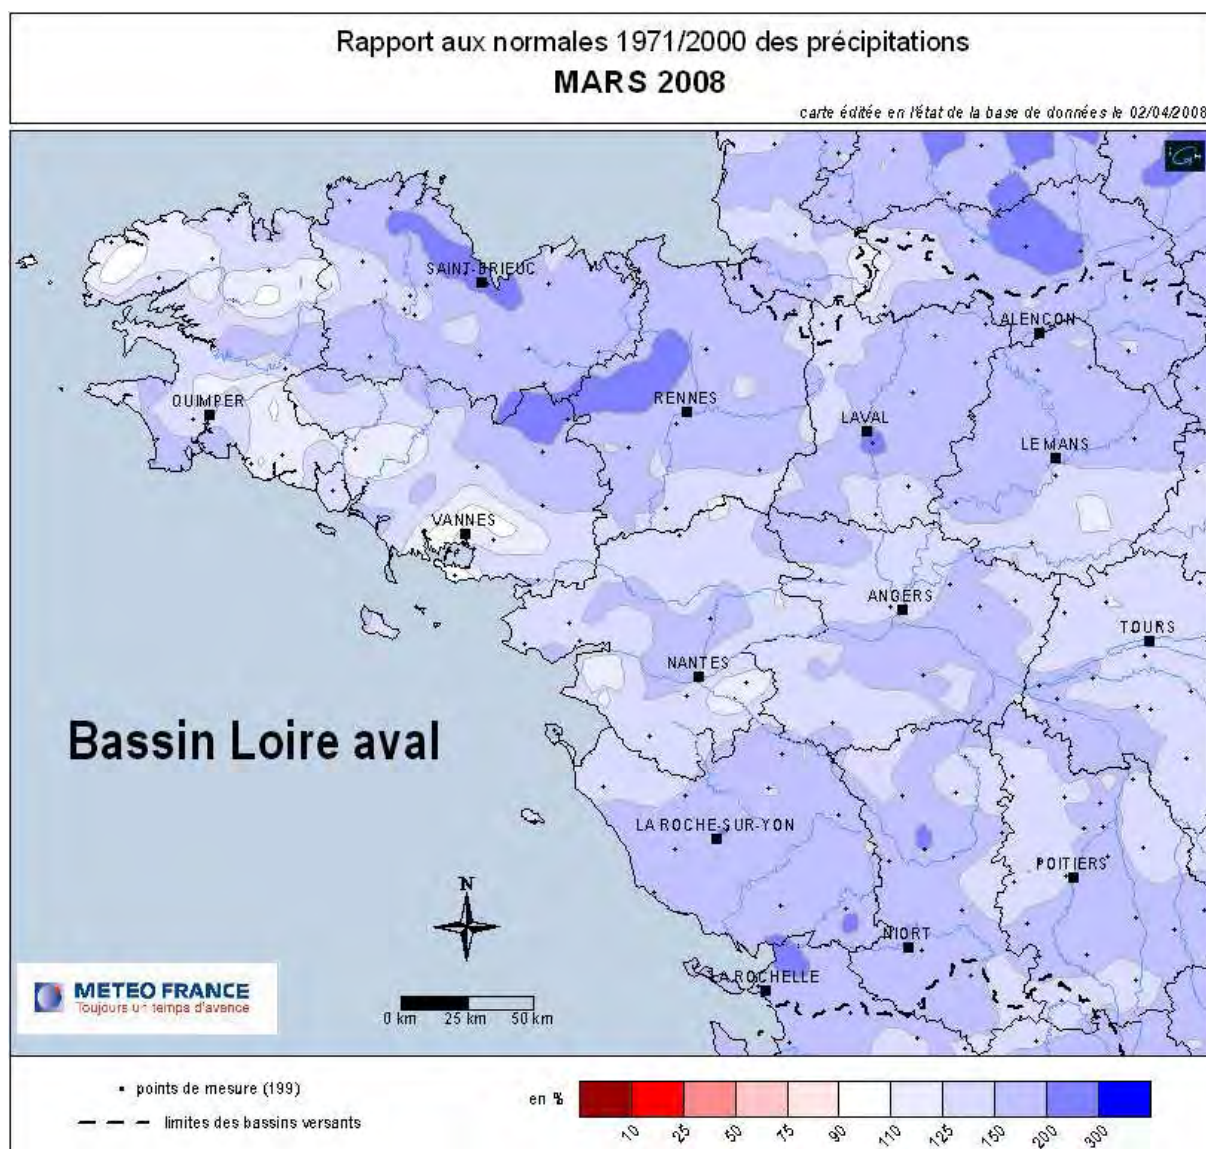 Rapport aux normales 1971/2000 des précipitations
MARS 2008
carte éditée en l'état de la base de données le 02/04/2008
SAINT-BRIEUC
ALENÇON
QUIMPER
RENNES
LAVAL
LE MANS
VANNES
ANGERS
TOURS
NANTES
Bassin Loire aval
LA ROCHE-SUR-YON
POITIERS
N
NIORT
LA ROCHELLE
METEO FRANCE
Toujours un temps d'avance
0 km 25 km 50 km
points de mesure (199)
en %
limites des bassins versants
10 25 50 75 90 110 125 150 200 300